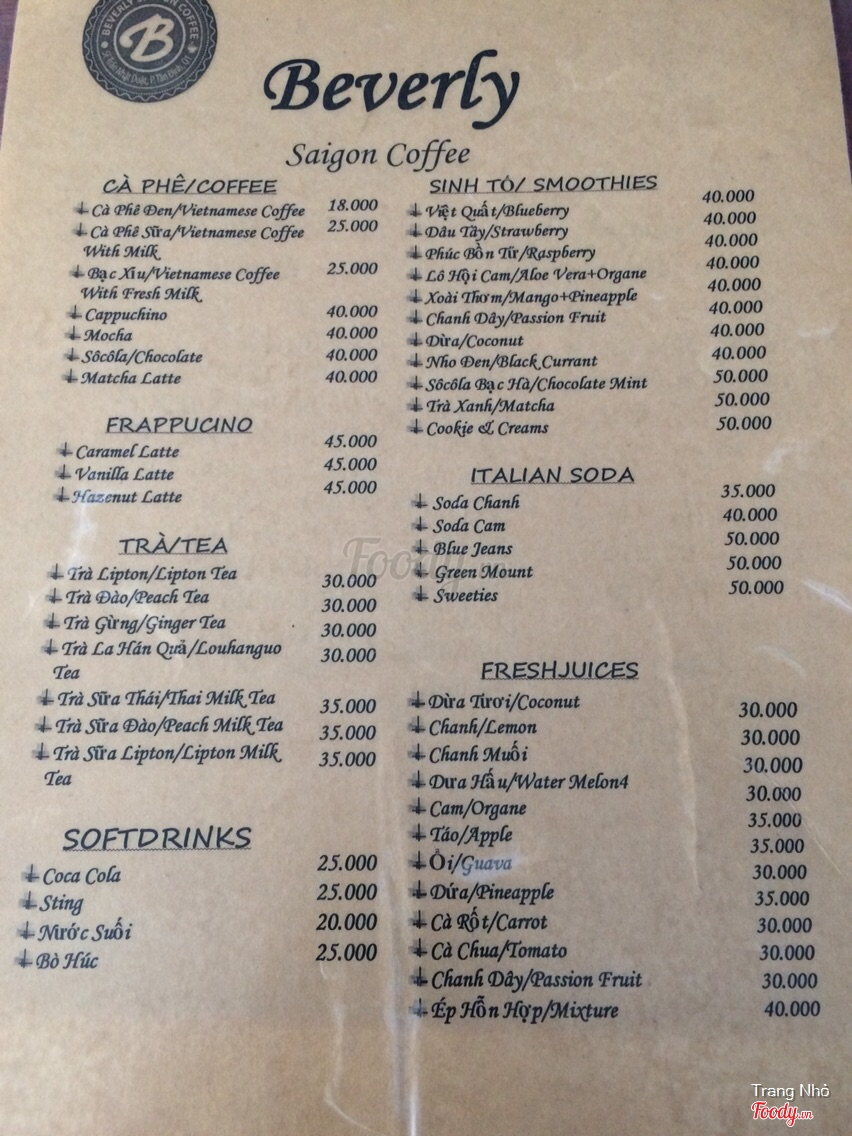 BEVERLY SAIGON COFFEE
B
Beverly
Saigon Coffee
CÀ PHÊ/COFFEE
Cà Phê Đen/Vietnamese Coffee 18.000
Cà Phê Sữa/Vietnamese Coffee 25.000
With Milk
Bạc Xỉu/Vietnamese Coffee 25.000
With Fresh Milk
Cappuchino 40.000
Mocha 40.000
Sôcôla/Chocolate 40.000
Matcha Latte 40.000
FRAPPUCINO
Caramel Latte 45.000
Vanilla Latte 45.000
Hazenut Latte 45.000
TRÀ/TEA
Trà Lipton/Lipton Tea 30.000
Trà Đào/Peach Tea 30.000
Trà Gừng/Ginger Tea 30.000
Trà La Hán Quả/Louhanguo 30.000
Tea
Trà Sữa Thái/Thai Milk Tea 35.000
Trà Sữa Đào/Peach Milk Tea 35.000
Trà Sữa Lipton/Lipton Milk 35.000
Tea
SOFTDRINKS
Coca Cola 25.000
Sting 25.000
Nước Suối 20.000
Bò Húc 25.000
SINH TỐ/ SMOOTHIES
Việt Quất/Blueberry 40.000
Dâu Tây/Strawberry 40.000
Phúc Bồn Tử/Raspberry 40.000
Lô Hội Cam/Aloe Vera+Organe 40.000
Xoài Thơm/Mango+Pineapple 40.000
Chanh Dây/Passion Fruit 40.000
Dừa/Coconut 40.000
Nho Đen/Black Currant 40.000
Sôcôla Bạc Hà/Chocolate Mint 50.000
Trà Xanh/Matcha 50.000
Cookie & Creams 50.000
ITALIAN SODA
Soda Chanh 35.000
Soda Cam 40.000
Blue Jeans 50.000
Green Mount 50.000
Sweeties 50.000
FRESHJUICES
Dừa Tươi/Coconut 30.000
Chanh/Lemon 30.000
Chanh Muối 30.000
Dưa Hấu/Water Melon4 30.000
Cam/Organe 35.000
Táo/Apple 35.000
Ổi/Guava 30.000
Dứa/Pineapple 35.000
Cà Rốt/Carrot 30.000
Cà Chua/Tomato 30.000
Chanh Dây/Passion Fruit 30.000
Ép Hỗn Hợp/Mixture 40.000
Foody
Trang Nhỏ
Foody.vn